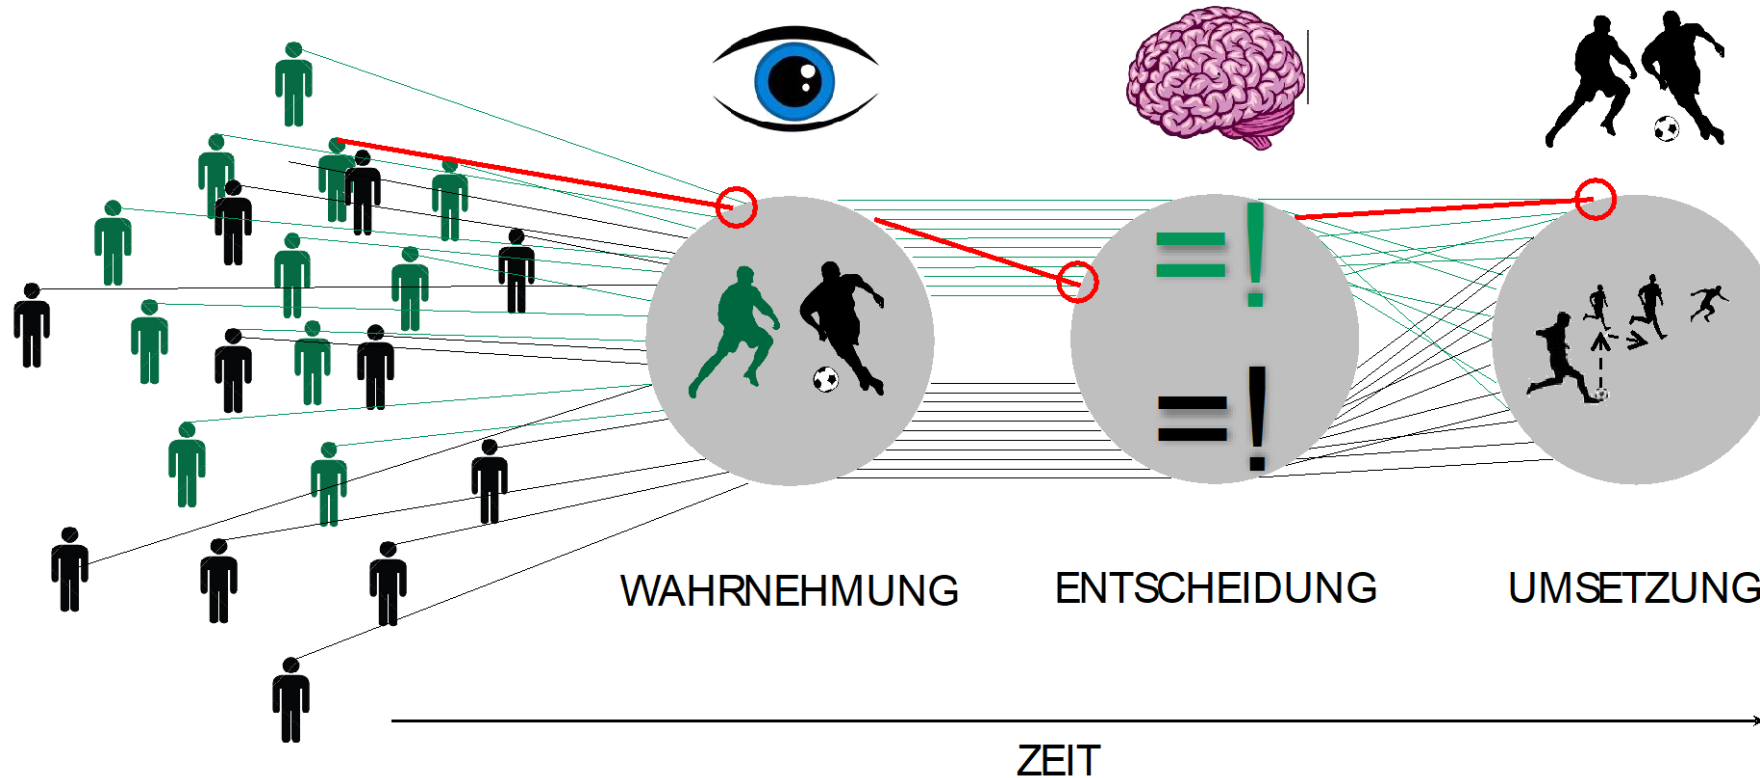 =!
=!
WAHRNEHMUNG
ENTSCHEIDUNG
UMSETZUNG
ZEIT